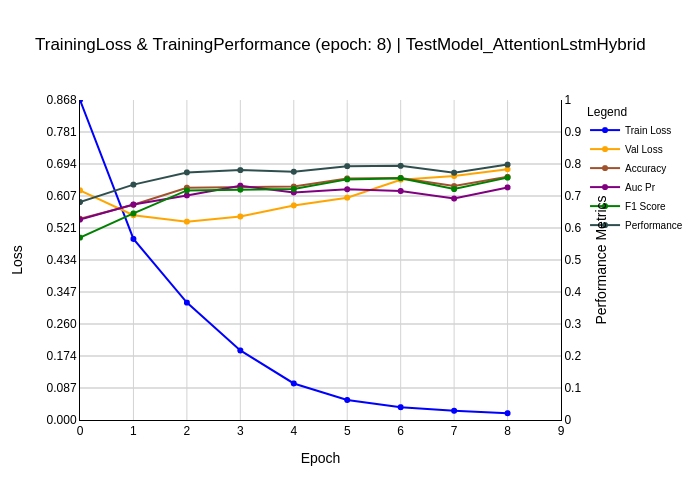 TrainingLoss & TrainingPerformance (epoch: 8) | TestModel_AttentionLstmHybrid
0.868
0.781
0.694
0.607
0.521
0.434
0.347
0.260
0.174
0.087
0.000
Loss
0 1 2 3 4 5 6 7 8 9
Epoch
1
0.9
0.8
0.7
0.6
0.5
0.4
0.3
0.2
0.1
0
Performance Metrics
Legend
Train Loss
Val Loss
Accuracy
Auc Pr
F1 Score
Performance